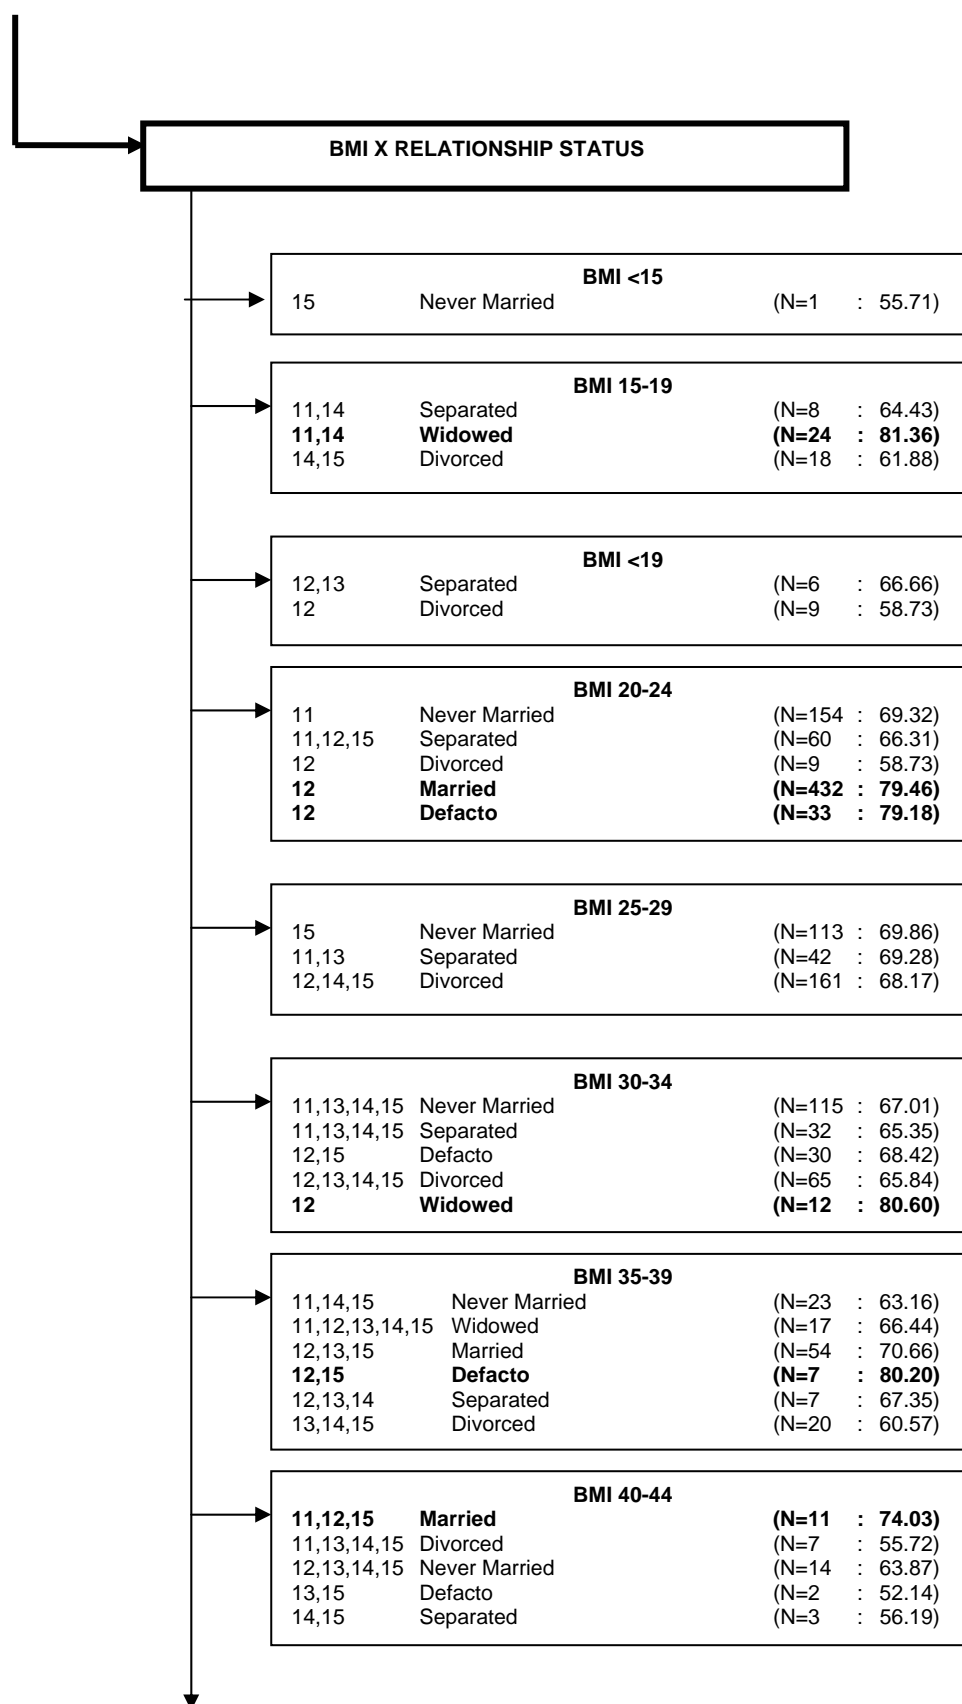 BMI X RELATIONSHIP STATUS
BMI <15
15 Never Married (N=1 : 55.71)
BMI 15-19
11,14 Separated (N=8 : 64.43)
11,14 Widowed (N=24 : 81.36)
14,15 Divorced (N=18 : 61.88)
BMI <19
12,13 Separated (N=6 : 66.66)
12 Divorced (N=9 : 58.73)
BMI 20-24
11 Never Married (N=154 : 69.32)
11,12,15 Separated (N=60 : 66.31)
12 Divorced (N=9 : 58.73)
12 Married (N=432 : 79.46)
12 Defacto (N=33 : 79.18)
BMI 25-29
15 Never Married (N=113 : 69.86)
11,13 Separated (N=42 : 69.28)
12,14,15 Divorced (N=161 : 68.17)
BMI 30-34
11,13,14,15 Never Married (N=115 : 67.01)
11,13,14,15 Separated (N=32 : 65.35)
12,15 Defacto (N=30 : 68.42)
12,13,14,15 Divorced (N=65 : 65.84)
12 Widowed (N=12 : 80.60)
BMI 35-39
11,14,15 Never Married (N=23 : 63.16)
11,12,13,14,15 Widowed (N=17 : 66.44)
12,13,15 Married (N=54 : 70.66)
12,15 Defacto (N=7 : 80.20)
12,13,14 Separated (N=7 : 67.35)
13,14,15 Divorced (N=20 : 60.57)
BMI 40-44
11,12,15 Married (N=11 : 74.03)
11,13,14,15 Divorced (N=7 : 55.72)
12,13,14,15 Never Married (N=14 : 63.87)
13,15 Defacto (N=2 : 52.14)
14,15 Separated (N=3 : 56.19)